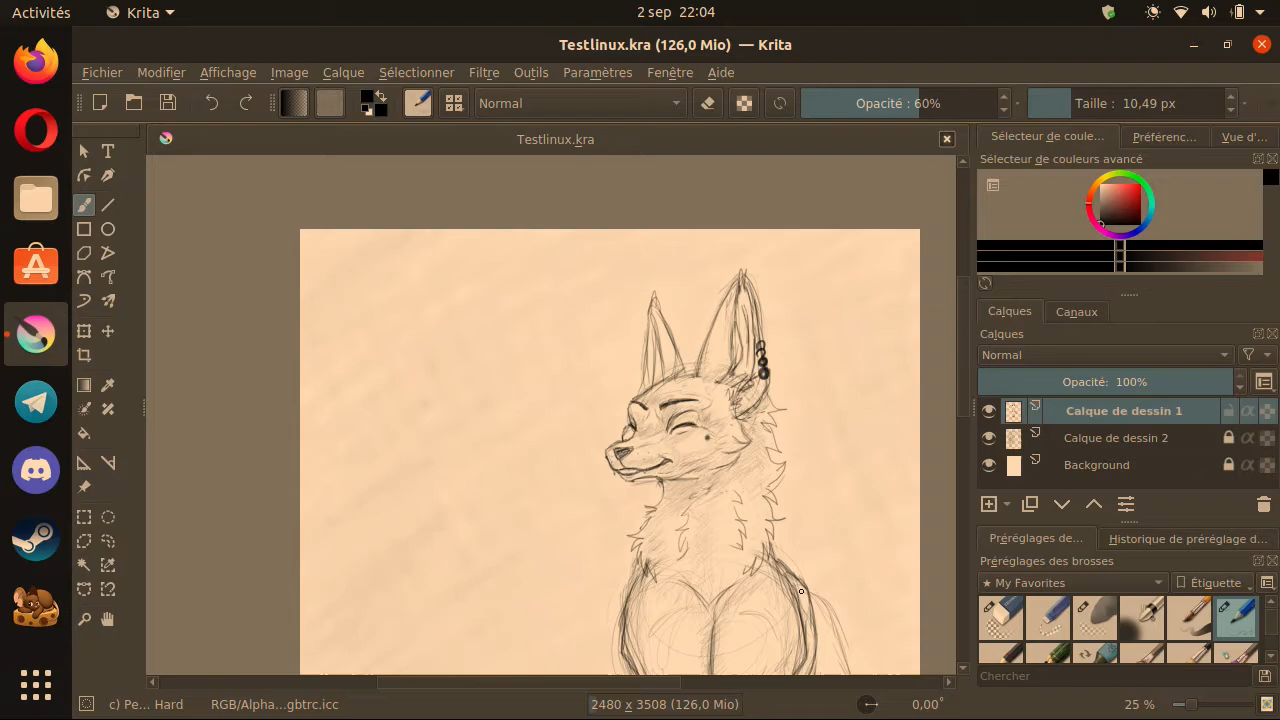 Activités
Krita
2 sep 22:04
Testlinux.kra (126,0 Mio) — Krita
Fichier Modifier Affichage Image Calque Sélectionner Filtre Outils Paramètres Fenêtre Aide
Normal
Opacité : 60%
Taille : 10,49 px
Testlinux.kra
Sélecteur de coule... Préférenc... Vue d'...
Sélecteur de couleurs avancé
Calques Canaux
Calques
Normal
Opacité: 100%
Calque de dessin 1
Calque de dessin 2
Background
Préréglages de... Historique de préréglage d...
Préréglages des brosses
★ My Favorites
Étiquette
Chercher
c) Pe... Hard
RGB/Alpha...gbtrc.icc
2480 x 3508 (126,0 Mio)
0,00°
25 %